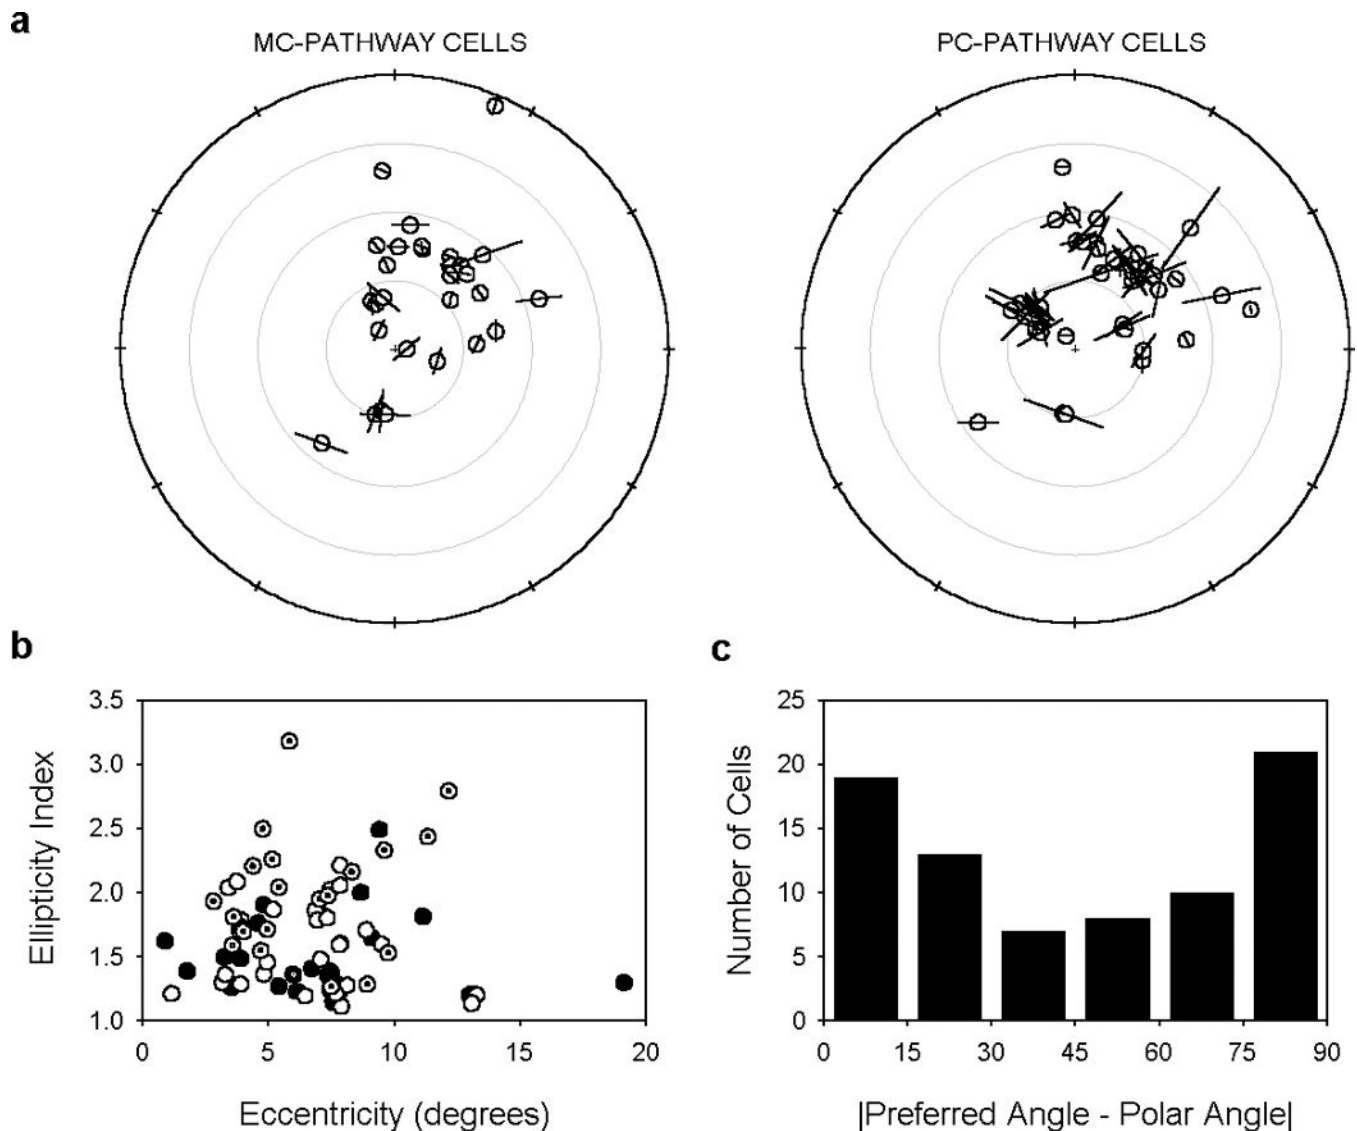 a
MC-PATHWAY CELLS
PC-PATHWAY CELLS
b
3.5
3.0
2.5
2.0
1.5
1.0
Ellipticity Index
0 5 10 15 20
Eccentricity (degrees)
c
25
20
15
10
5
0
Number of Cells
0 15 30 45 60 75 90
|Preferred Angle - Polar Angle|